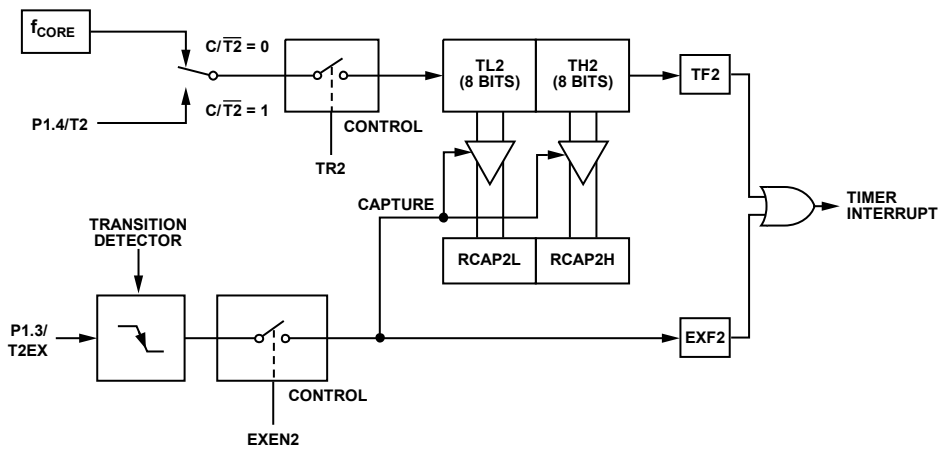 fCORE
C/T2 = 0
C/T2 = 1
P1.4/T2
CONTROL
TR2
TL2
(8 BITS)
TH2
(8 BITS)
TF2
CAPTURE
TIMER
INTERRUPT
TRANSITION
DETECTOR
RCAP2L
RCAP2H
P1.3/
T2EX
EXF2
CONTROL
EXEN2